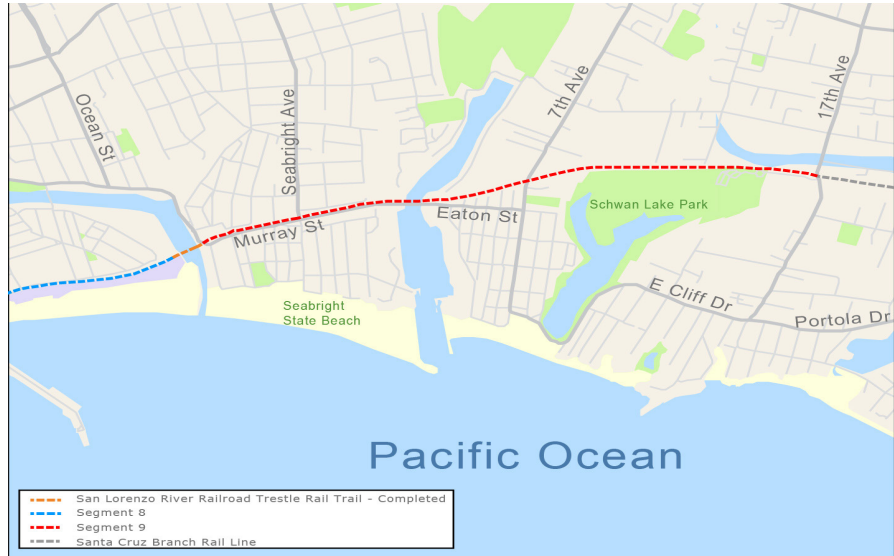 Ocean St
Seabright Ave
7th Ave
17th Ave
Murray St
Eaton St
Schwan Lake Park
E Cliff Dr
Portola Dr
Seabright
State Beach
Pacific Ocean
San Lorenzo River Railroad Trestle Rail Trail - Completed
Segment 8
Segment 9
Santa Cruz Branch Rail Line